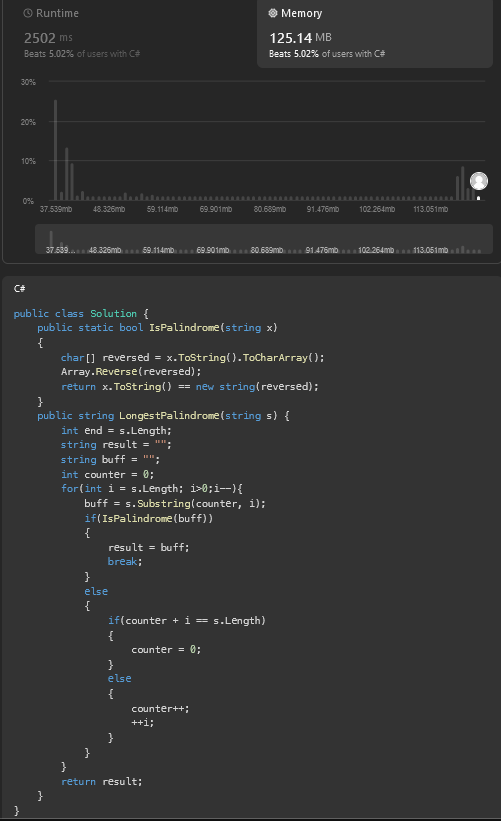 Runtime
Memory
2502 ms
125.14 MB
Beats 5.02% of users with C#
Beats 5.02% of users with C#
30%
20%
10%
0%
37.539mb 48.326mb 59.114mb 69.901mb 80.689mb 91.476mb 102.264mb 113.051mb
37.539... 48.326mb 59.114mb 69.901mb 80.689mb 91.476mb 102.264mb 113.051mb
C#
public class Solution {
    public static bool IsPalindrome(string x)
    {
        char[] reversed = x.ToString().ToCharArray();
        Array.Reverse(reversed);
        return x.ToString() == new string(reversed);
    }
    public string LongestPalindrome(string s) {
        int end = s.Length;
        string result = "";
        string buff = "";
        int counter = 0;
        for(int i = s.Length; i>0;i--){
            buff = s.Substring(counter, i);
            if(IsPalindrome(buff))
            {
                result = buff;
                break;
            }
            else
            {
                if(counter + i == s.Length)
                {
                    counter = 0;
                }
                else
                {
                    counter++;
                    ++i;
                }
            }
        }
        return result;
    }
}